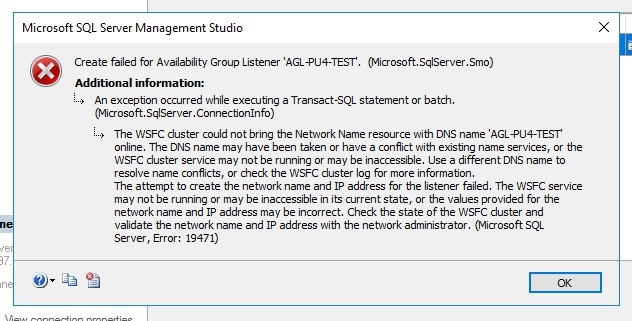 Microsoft SQL Server Management Studio
Create failed for Availability Group Listener 'AGL-PU4-TEST'. (Microsoft.SqlServer.Smo)
Additional information:
An exception occurred while executing a Transact-SQL statement or batch.
(Microsoft.SqlServer.ConnectionInfo)
The WSFC cluster could not bring the Network Name resource with DNS name 'AGL-PU4-TEST'
online. The DNS name may have been taken or have a conflict with existing name services, or the
WSFC cluster service may not be running or may be inaccessible. Use a different DNS name to
resolve name conflicts, or check the WSFC cluster log for more information.
The attempt to create the network name and IP address for the listener failed. The WSFC service
may not be running or may be inaccessible in its current state, or the values provided for the
network name and IP address may be incorrect. Check the state of the WSFC cluster and
validate the network name and IP address with the network administrator. (Microsoft SQL
Server, Error: 19471)
OK
97.
View connection properties